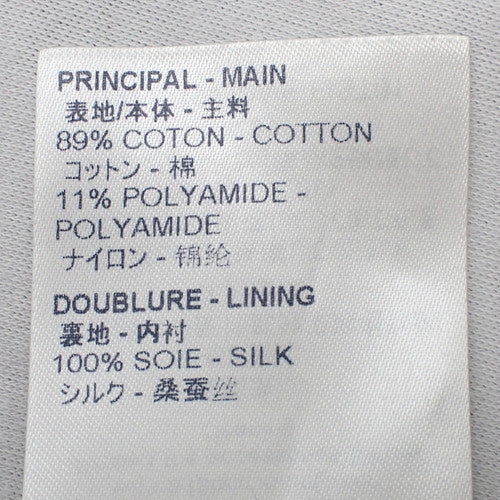 PRINCIPAL - MAIN
表地/本体 - 主料
89% COTON - COTTON
コットン - 棉
11% POLYAMIDE -
POLYAMIDE
ナイロン - 锦纶
DOUBLURE - LINING
裏地 - 内衬
100% SOIE - SILK
シルク - 桑蚕丝